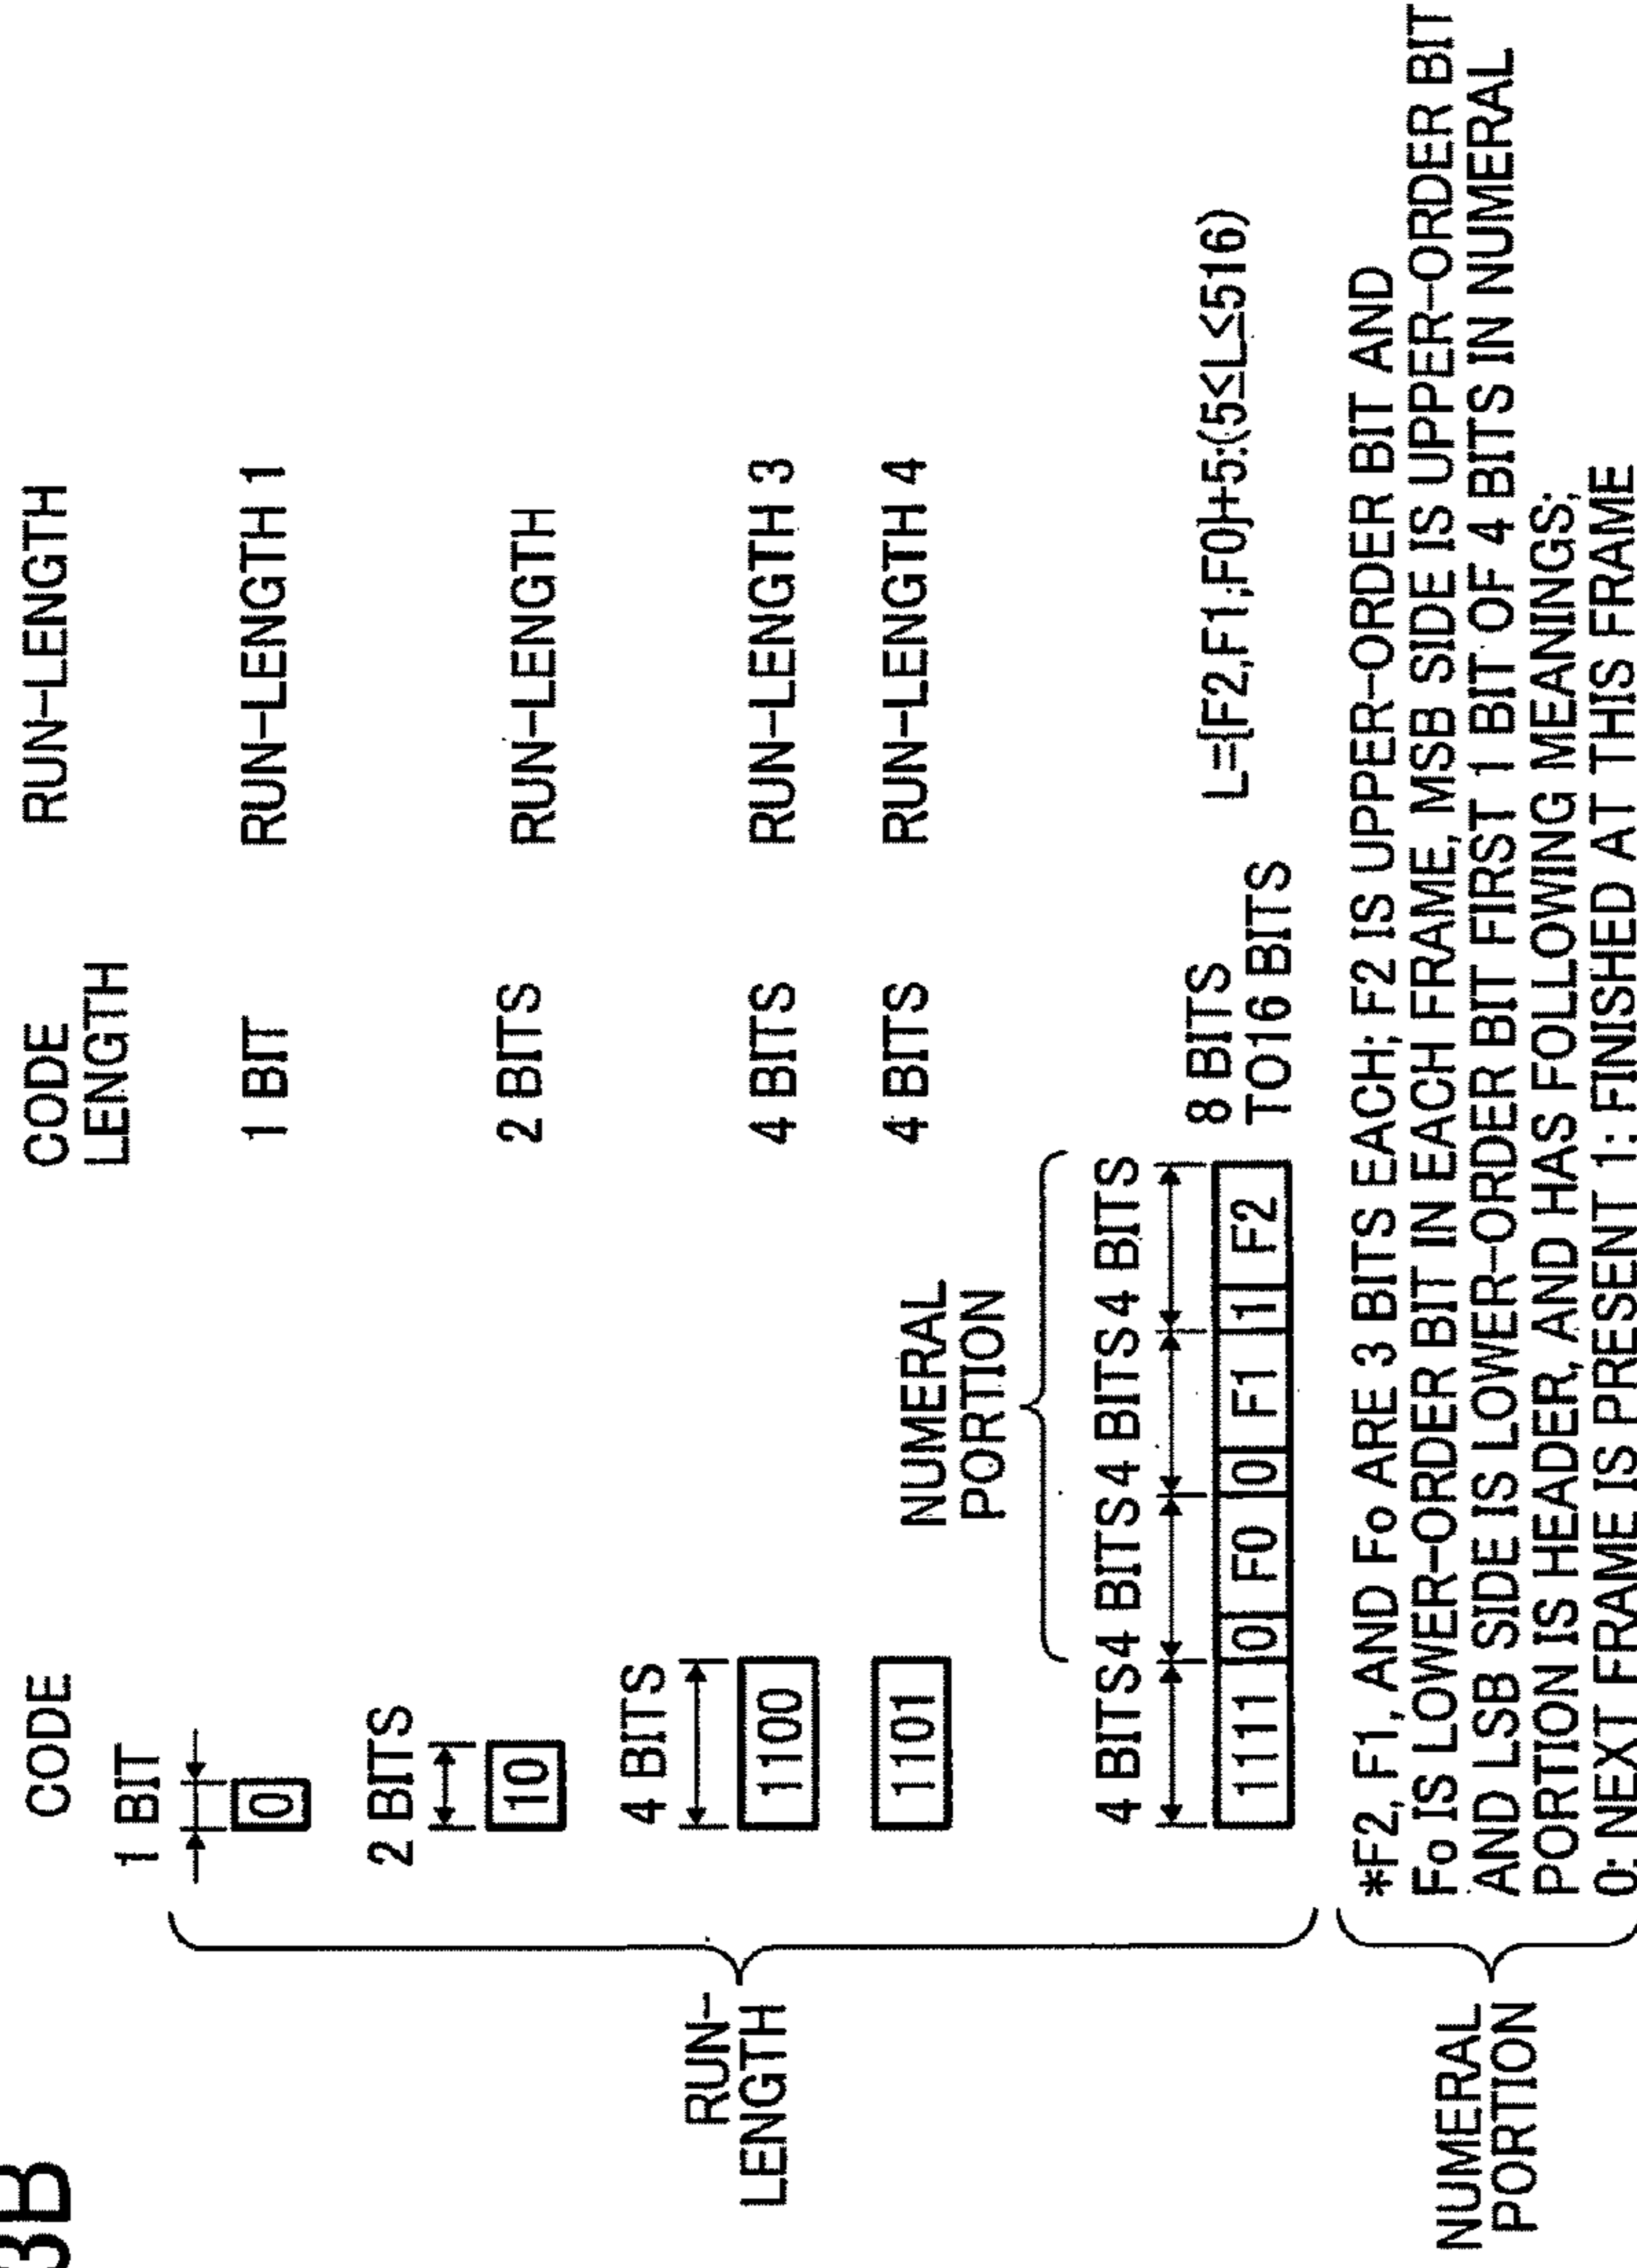 3B
CODE
CODE
LENGTH
RUN-LENGTH
1 BIT
0
1 BIT
RUN-LENGTH 1
2 BITS
10
2 BITS
RUN-LENGTH
4 BITS
1100
4 BITS
RUN-LENGTH 3
1101
4 BITS
RUN-LENGTH 4
RUN-
LENGTH
NUMERAL
PORTION
4 BITS 4 BITS 4 BITS 4 BITS
1111 0 F0 0 F1 1 F2
8 BITS
TO16 BITS
L=[F2,F1,F0]+5:(5≤L≤516)
NUMERAL
PORTION
*F2, F1, AND Fo ARE 3 BITS EACH; F2 IS UPPER-ORDER BIT AND
Fo IS LOWER-ORDER BIT IN EACH FRAME, MSB SIDE IS UPPER-ORDER BIT
AND LSB SIDE IS LOWER-ORDER BIT FIRST 1 BIT OF 4 BITS IN NUMERAL
PORTION IS HEADER, AND HAS FOLLOWING MEANINGS;
0: NEXT FRAME IS PRESENT 1: FINISHED AT THIS FRAME